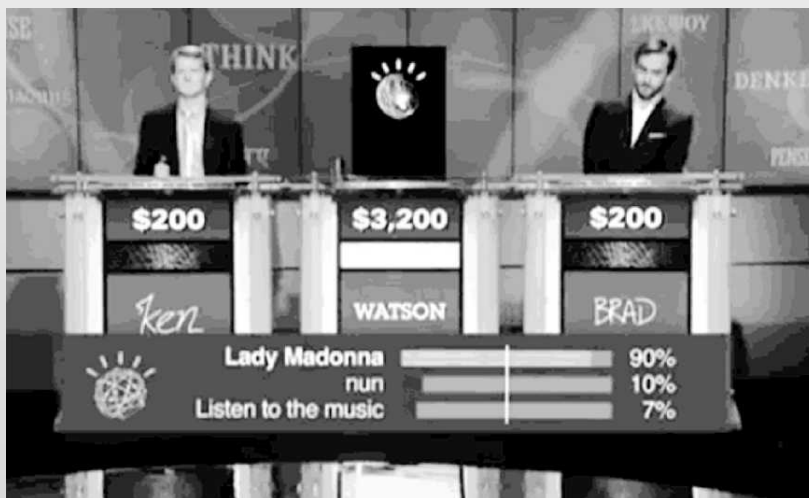 THINK
DENKE
$200
$3,200
$200
ken
WATSON
BRAD
Lady Madonna 90%
nun 10%
Listen to the music 7%